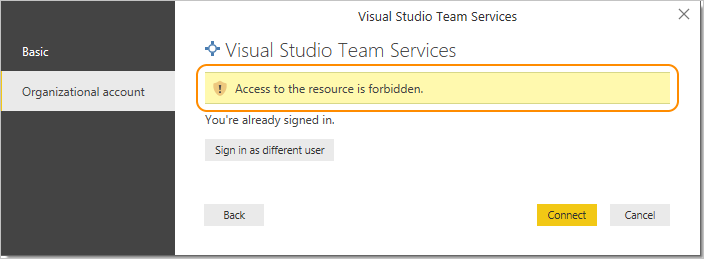 Visual Studio Team Services
Basic
Organizational account
Visual Studio Team Services
Access to the resource is forbidden.
You're already signed in.
Sign in as different user
Back
Connect
Cancel